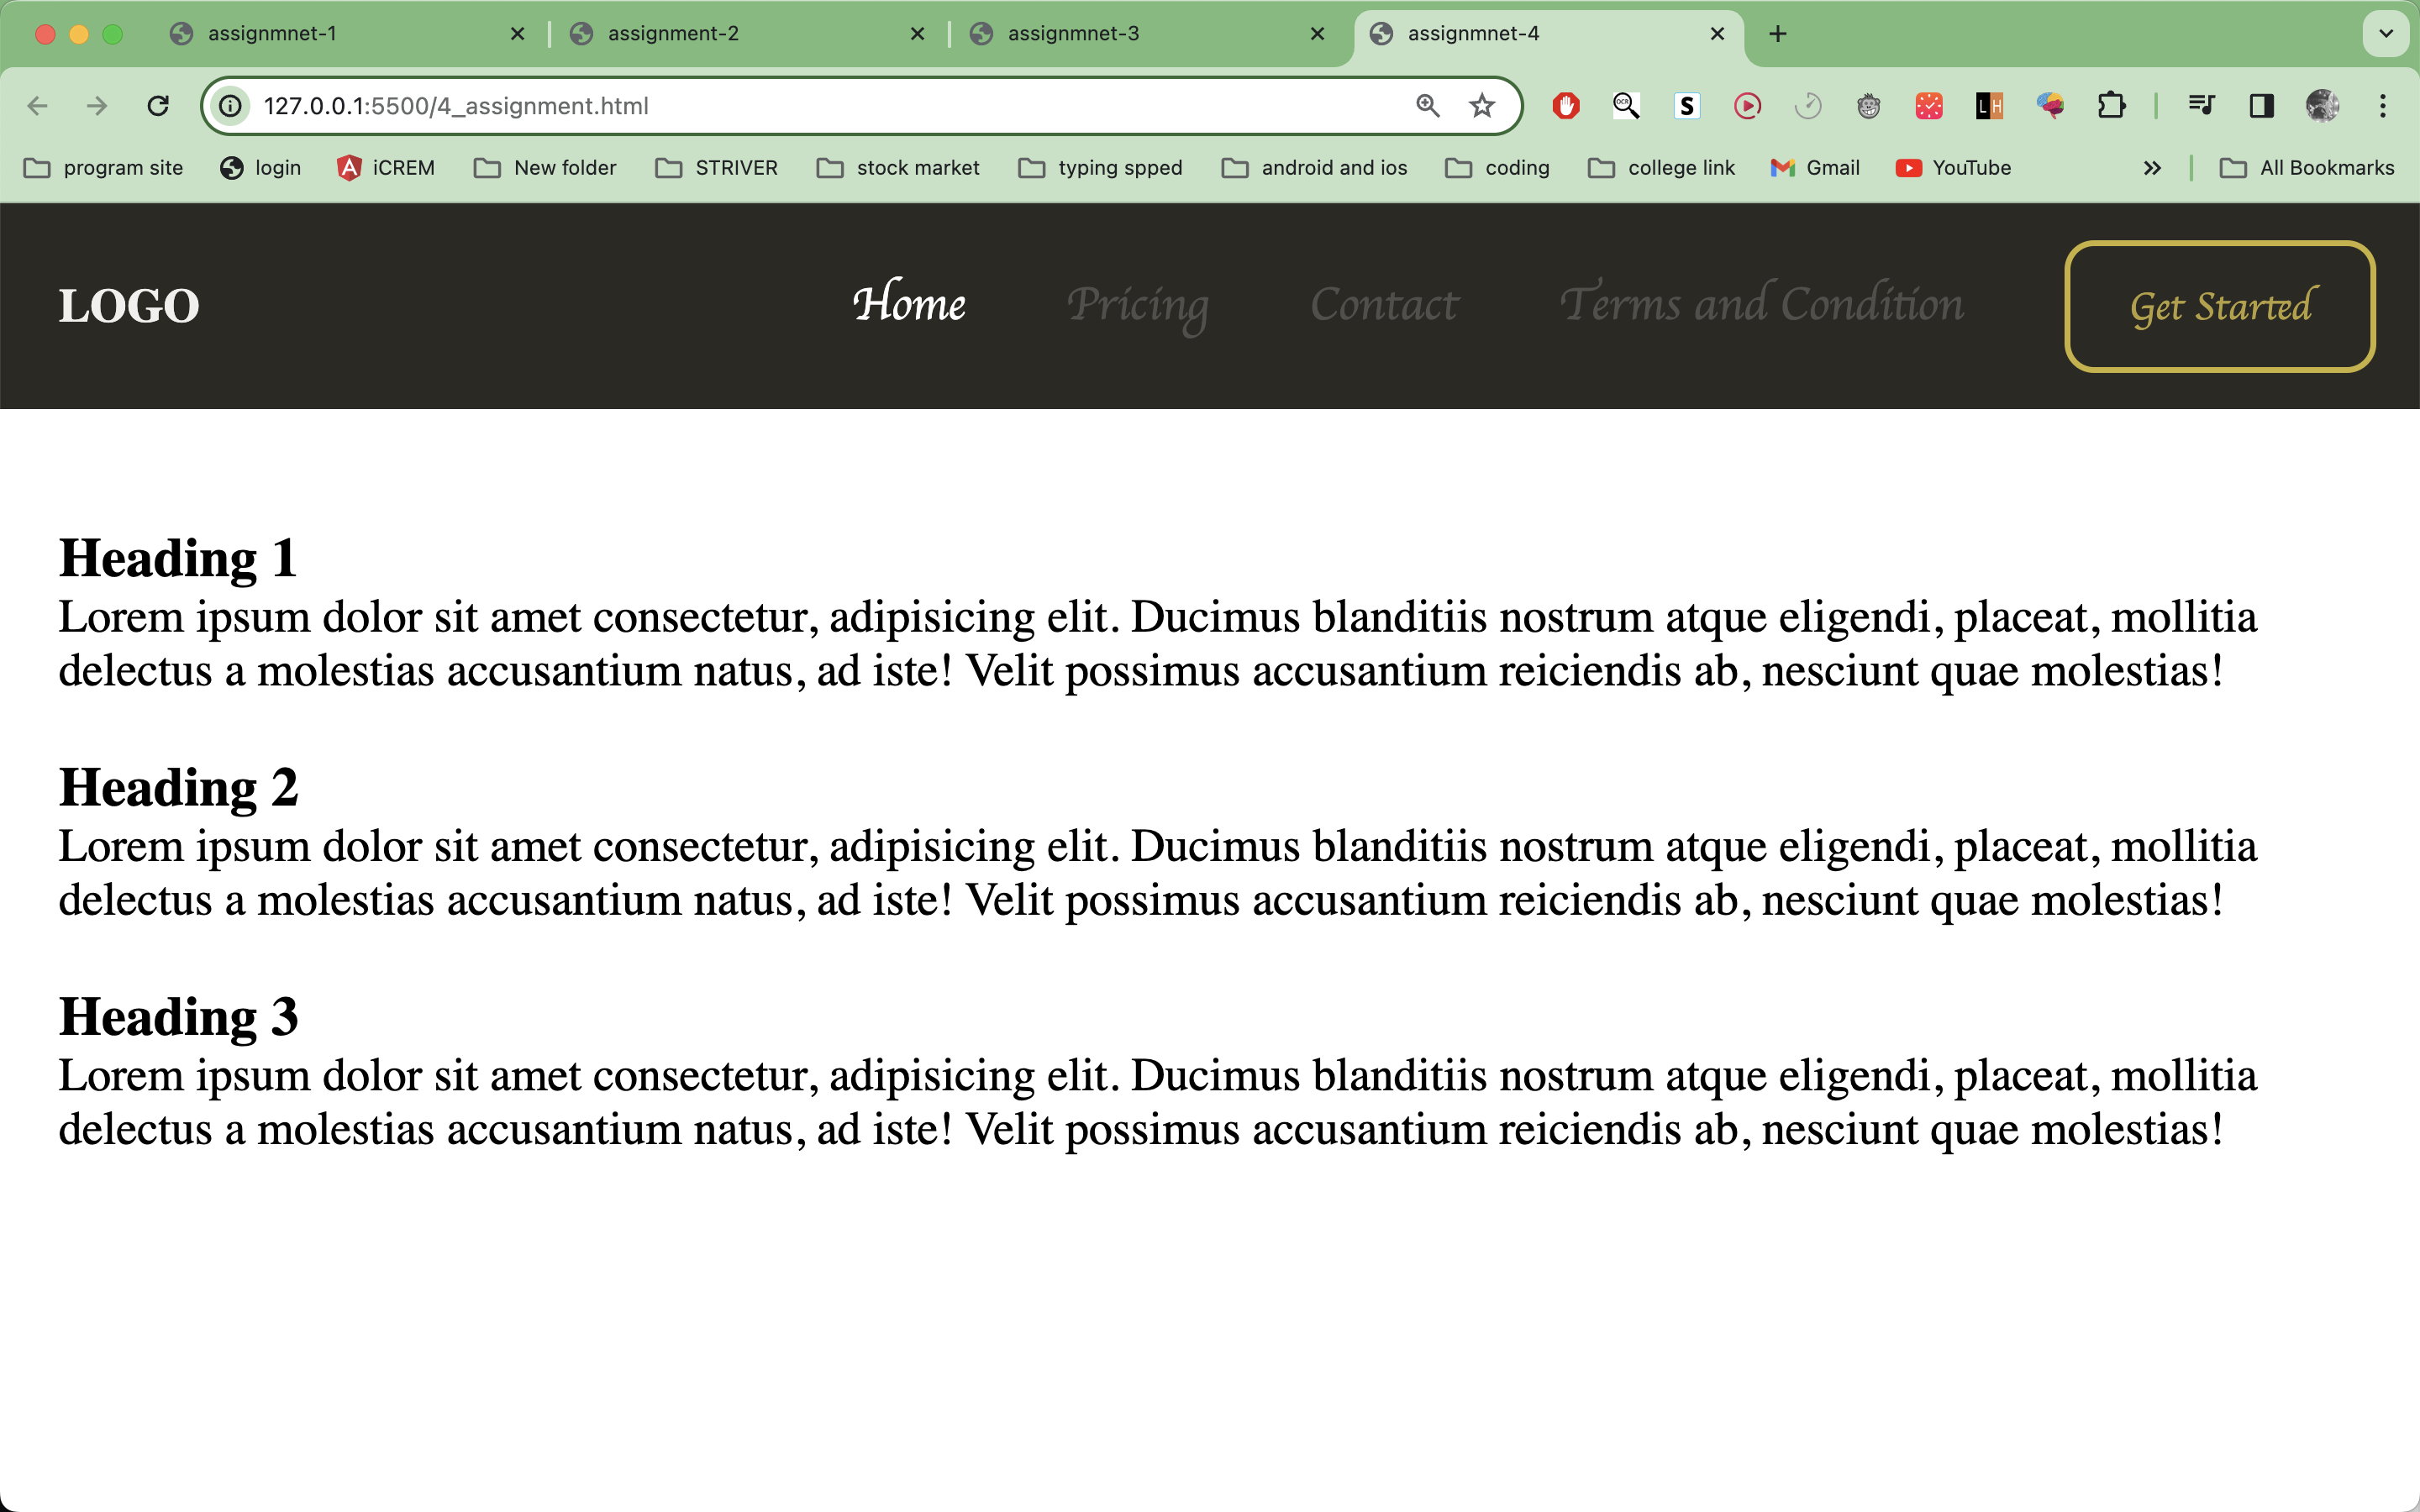 assignmnet-1 assignment-2 assignmnet-3 assignmnet-4
127.0.0.1:5500/4_assignment.html OCR S L H
program site login A iCREM New folder STRIVER stock market typing spped android and ios coding college link Gmail YouTube All Bookmarks
LOGO Home Pricing Contact Terms and Condition Get Started
Heading 1
Lorem ipsum dolor sit amet consectetur, adipisicing elit. Ducimus blanditiis nostrum atque eligendi, placeat, mollitia
delectus a molestias accusantium natus, ad iste! Velit possimus accusantium reiciendis ab, nesciunt quae molestias!
Heading 2
Lorem ipsum dolor sit amet consectetur, adipisicing elit. Ducimus blanditiis nostrum atque eligendi, placeat, mollitia
delectus a molestias accusantium natus, ad iste! Velit possimus accusantium reiciendis ab, nesciunt quae molestias!
Heading 3
Lorem ipsum dolor sit amet consectetur, adipisicing elit. Ducimus blanditiis nostrum atque eligendi, placeat, mollitia
delectus a molestias accusantium natus, ad iste! Velit possimus accusantium reiciendis ab, nesciunt quae molestias!